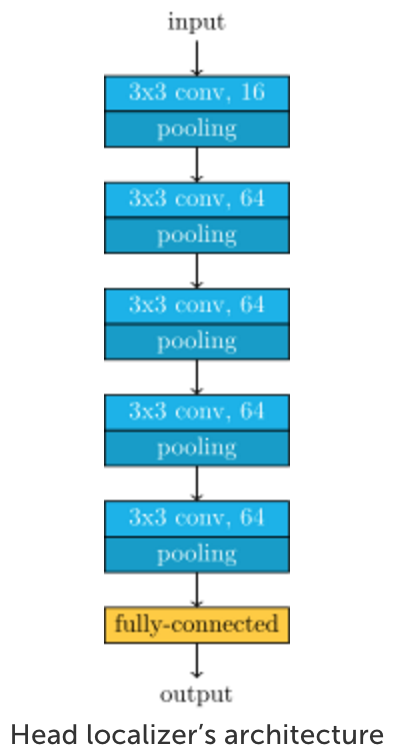 input
3x3 conv, 16
pooling
3x3 conv, 64
pooling
3x3 conv, 64
pooling
3x3 conv, 64
pooling
3x3 conv, 64
pooling
fully-connected
output
Head localizer’s architecture